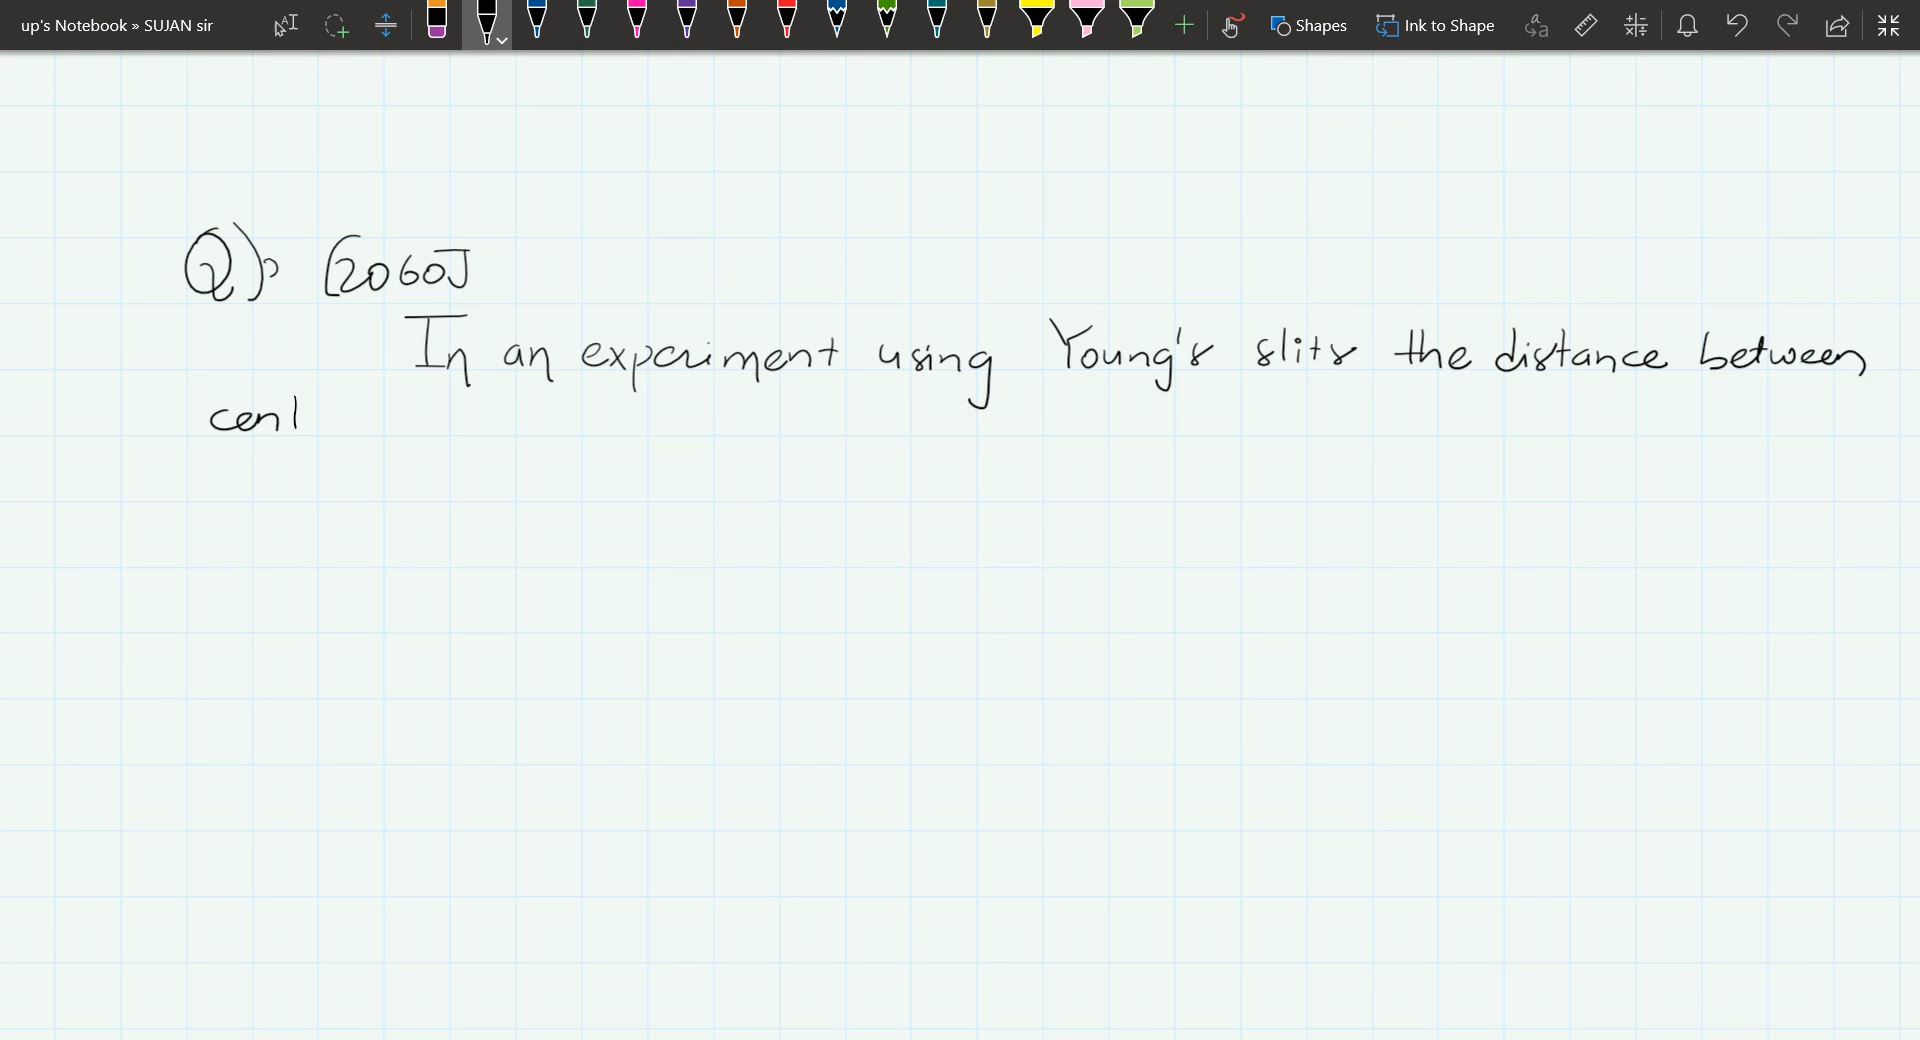 up's Notebook » SUJAN sir
Shapes
Ink to Shape
Q): [2060]
In an experiment using Young's slits the distance between
cen